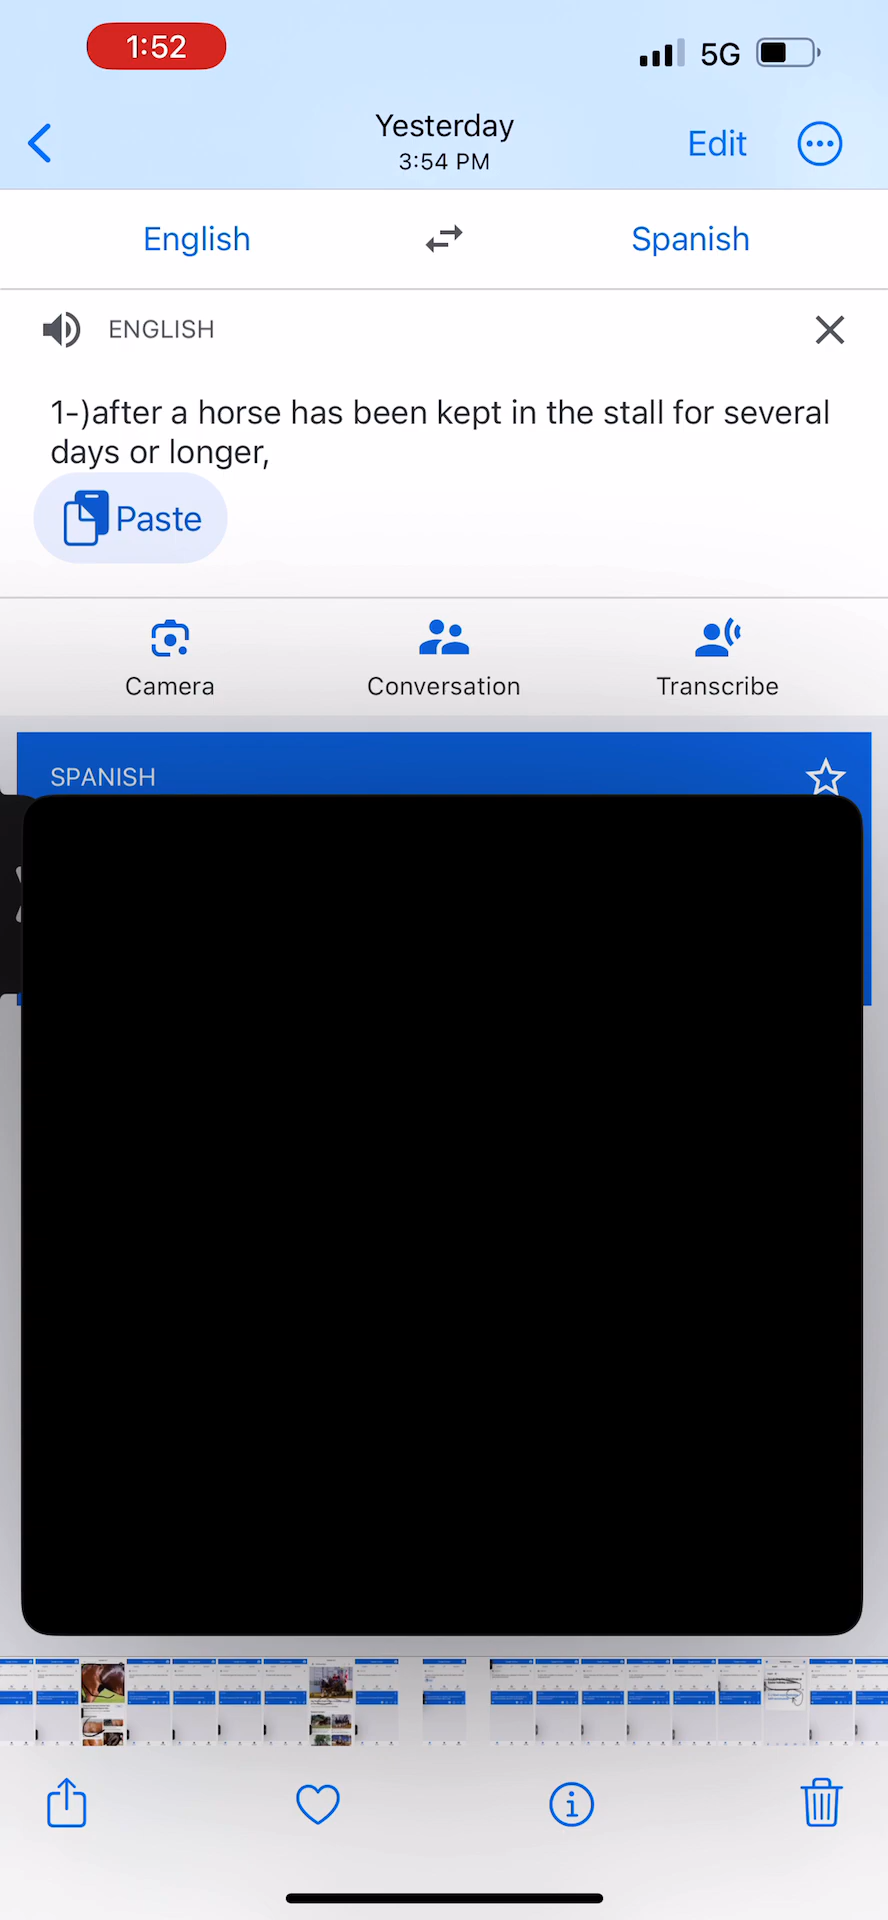 1:52
5G
Yesterday
Edit
3:54 PM
English
Spanish
ENGLISH
1-)after a horse has been kept in the stall for several
days or longer,
Paste
Camera
Conversation
Transcribe
SPANISH